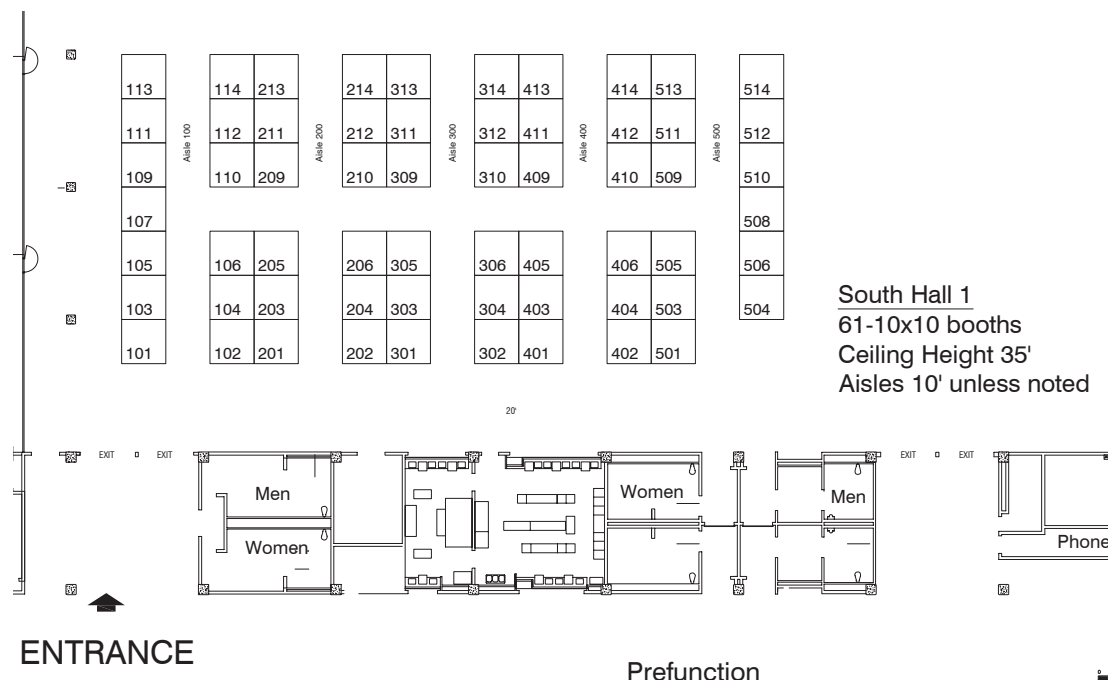 113 114 213 214 313 314 413 414 513 514
Aisle 100 Aisle 200 Aisle 300 Aisle 400 Aisle 500
111 112 211 212 311 312 411 412 511 512
109 110 209 210 309 310 409 410 509 510
107 508
105 106 205 206 305 306 405 406 505 506
103 104 203 204 303 304 403 404 503 504
101 102 201 202 301 302 401 402 501
South Hall 1
61-10x10 booths
Ceiling Height 35'
Aisles 10' unless noted
20'
EXIT EXIT EXIT EXIT
Men Women Men
Women Phone
ENTRANCE
Prefunction